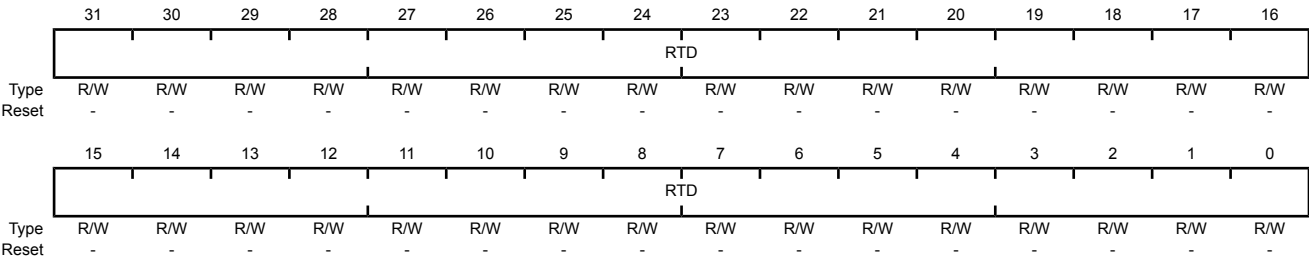 31 30 29 28 27 26 25 24 23 22 21 20 19 18 17 16
RTD
Type R/W R/W R/W R/W R/W R/W R/W R/W R/W R/W R/W R/W R/W R/W R/W R/W
Reset - - - - - - - - - - - - - - - -
15 14 13 12 11 10 9 8 7 6 5 4 3 2 1 0
RTD
Type R/W R/W R/W R/W R/W R/W R/W R/W R/W R/W R/W R/W R/W R/W R/W R/W
Reset - - - - - - - - - - - - - - - -